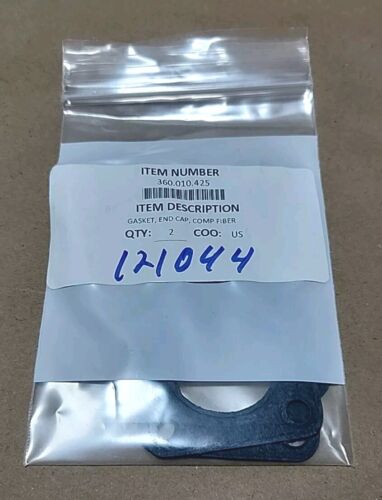 ITEM NUMBER
360.010.425
ITEM DESCRIPTION
GASKET, END CAP, COMP FIBER
QTY: 2 COO: US
121044